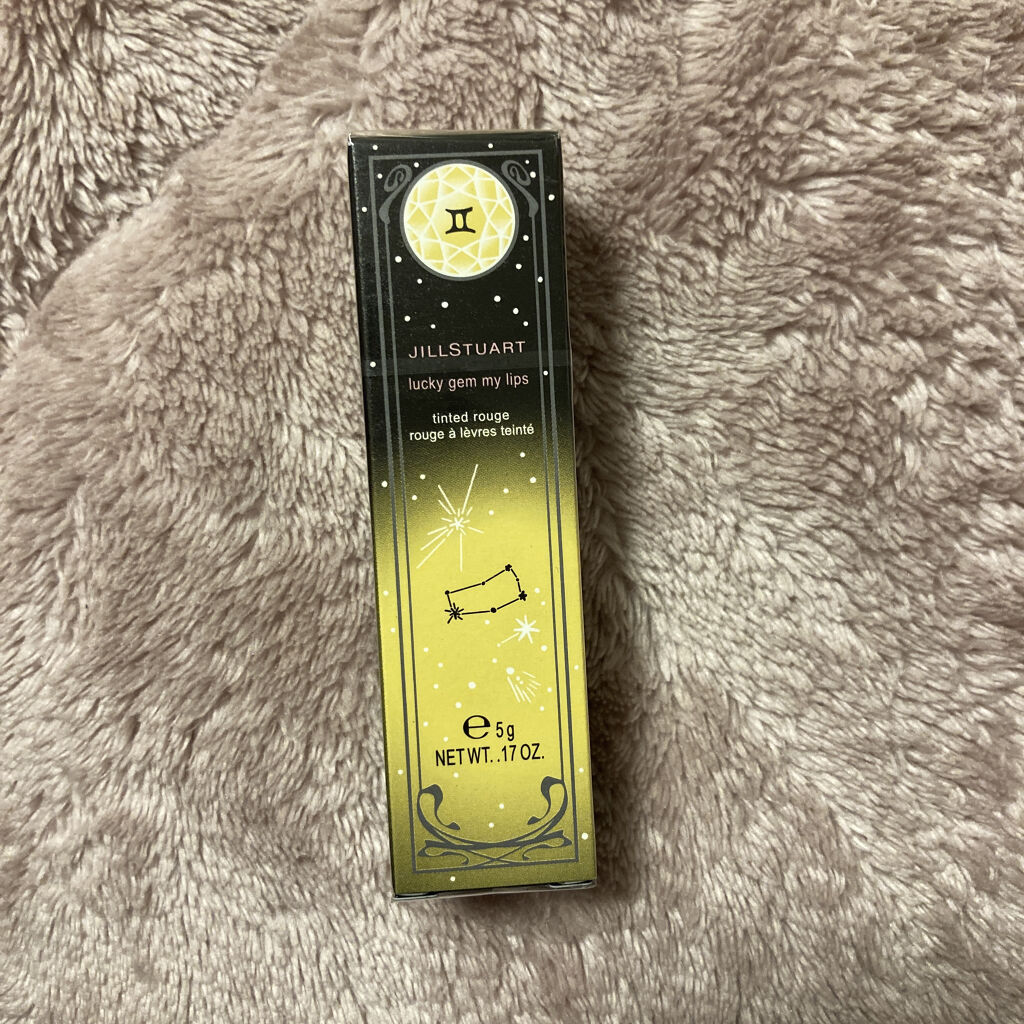 ♊
JILLSTUART
lucky gem my lips
tinted rouge
rouge à lèvres teinté
℮ 5g
NET WT. .17 OZ.